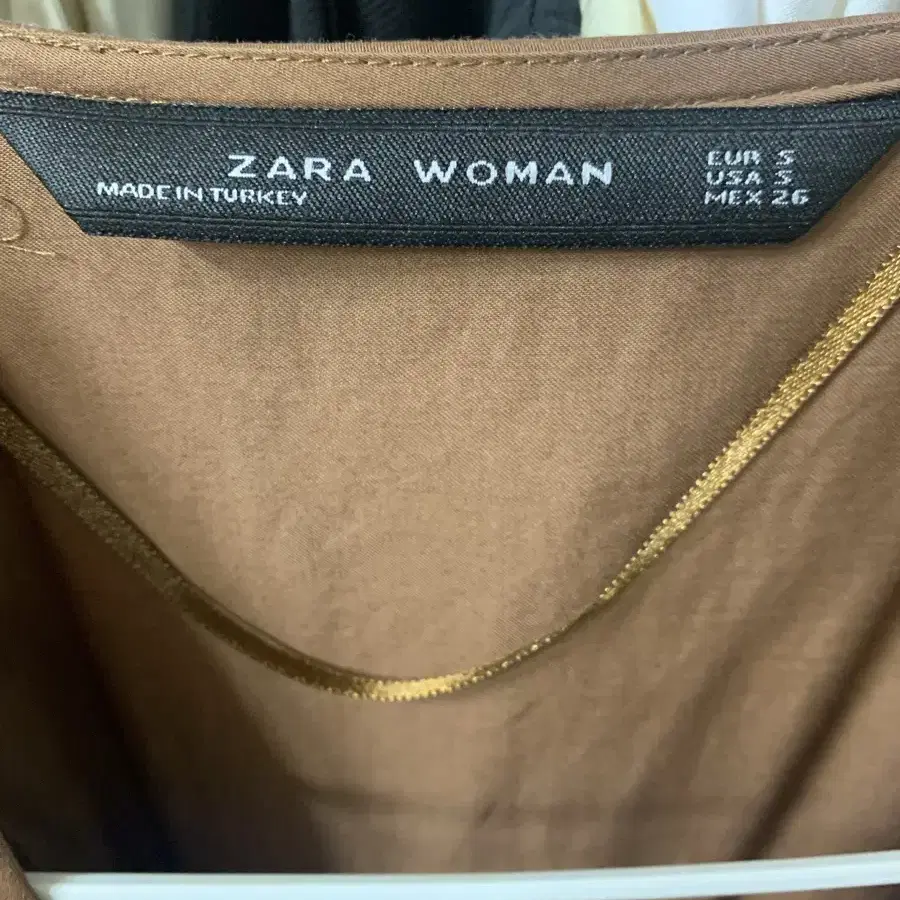 ZARA WOMAN
MADE IN TURKEY
EUR S
USA S
MEX 26